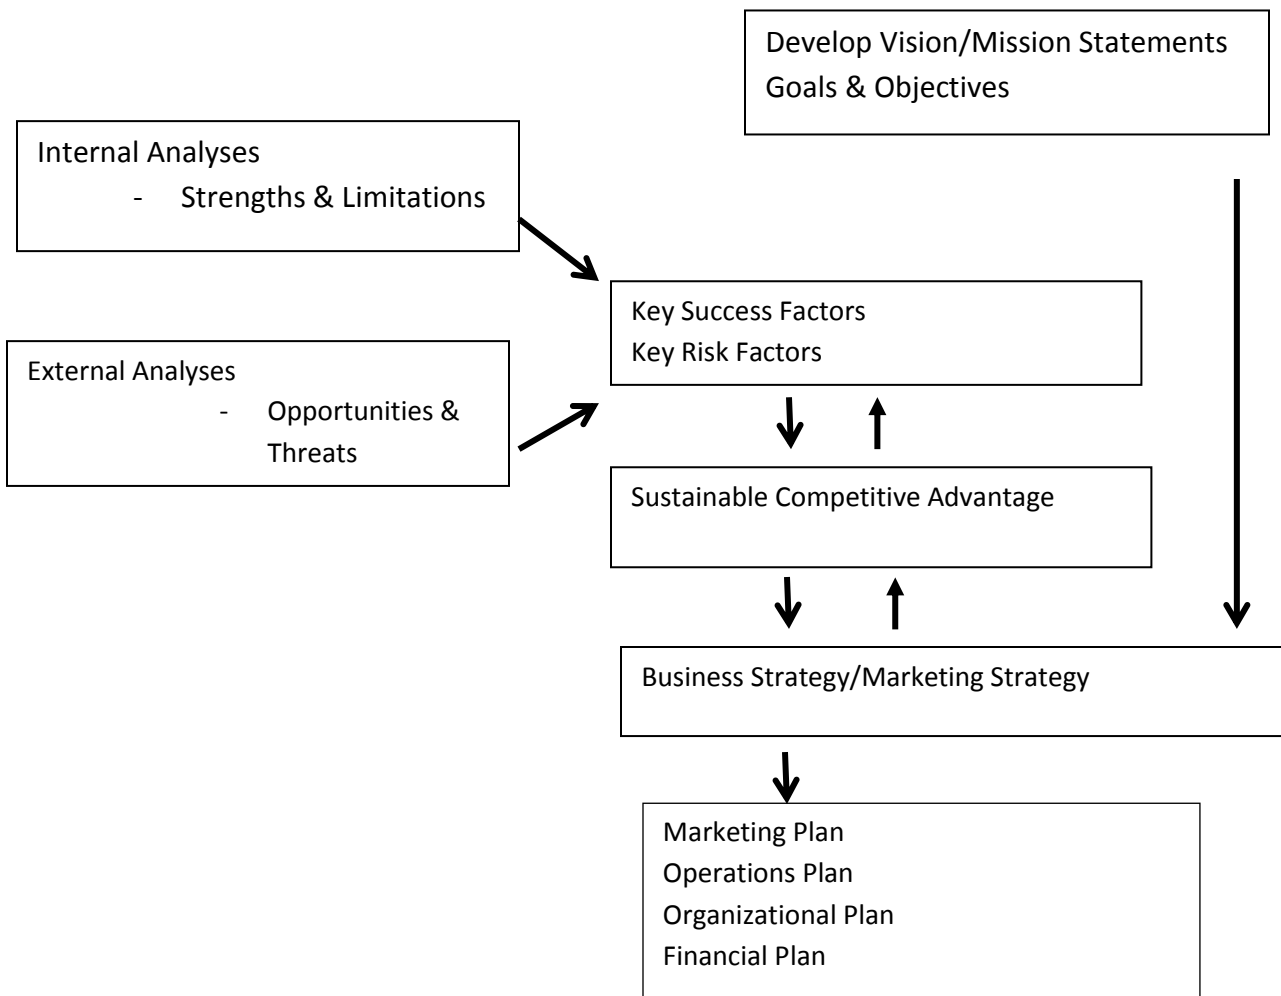 Develop Vision/Mission Statements
Goals & Objectives
Internal Analyses
- Strengths & Limitations
Key Success Factors
Key Risk Factors
External Analyses
- Opportunities &
Threats
Sustainable Competitive Advantage
Business Strategy/Marketing Strategy
Marketing Plan
Operations Plan
Organizational Plan
Financial Plan